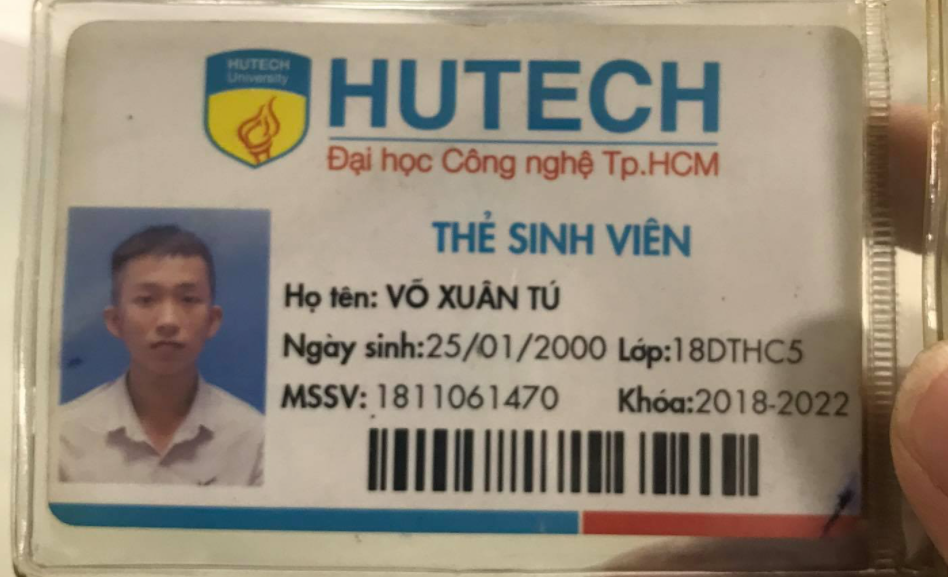 HUTECH
University
HUTECH
Đại học Công nghệ Tp.HCM
THẺ SINH VIÊN
Họ tên: VÕ XUÂN TÚ
Ngày sinh:25/01/2000 Lớp:18DTHC5
MSSV: 1811061470 Khóa:2018-2022